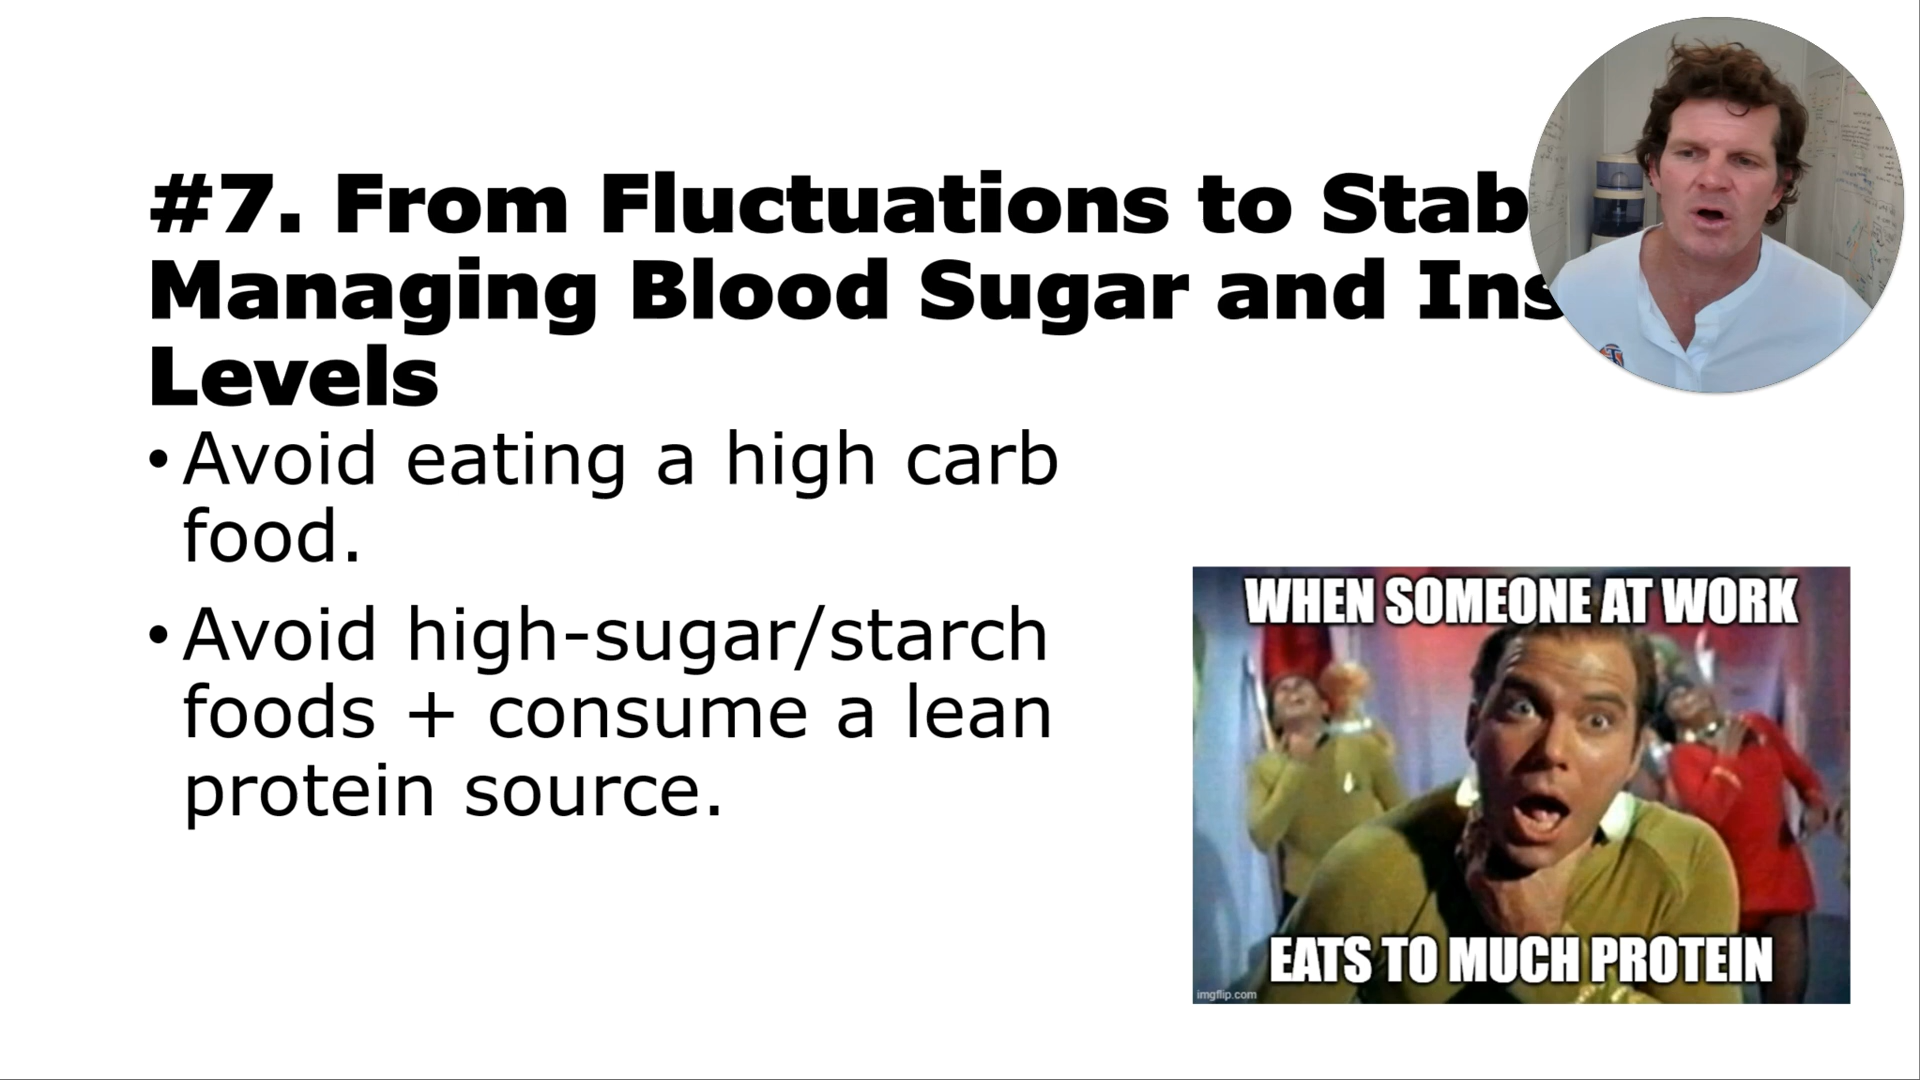 #7. From Fluctuations to Stab
Managing Blood Sugar and Ins
Levels
•Avoid eating a high carb
food.
•Avoid high-sugar/starch
foods + consume a lean
protein source.
WHEN SOMEONE AT WORK
EATS TO MUCH PROTEIN
imgflip.com